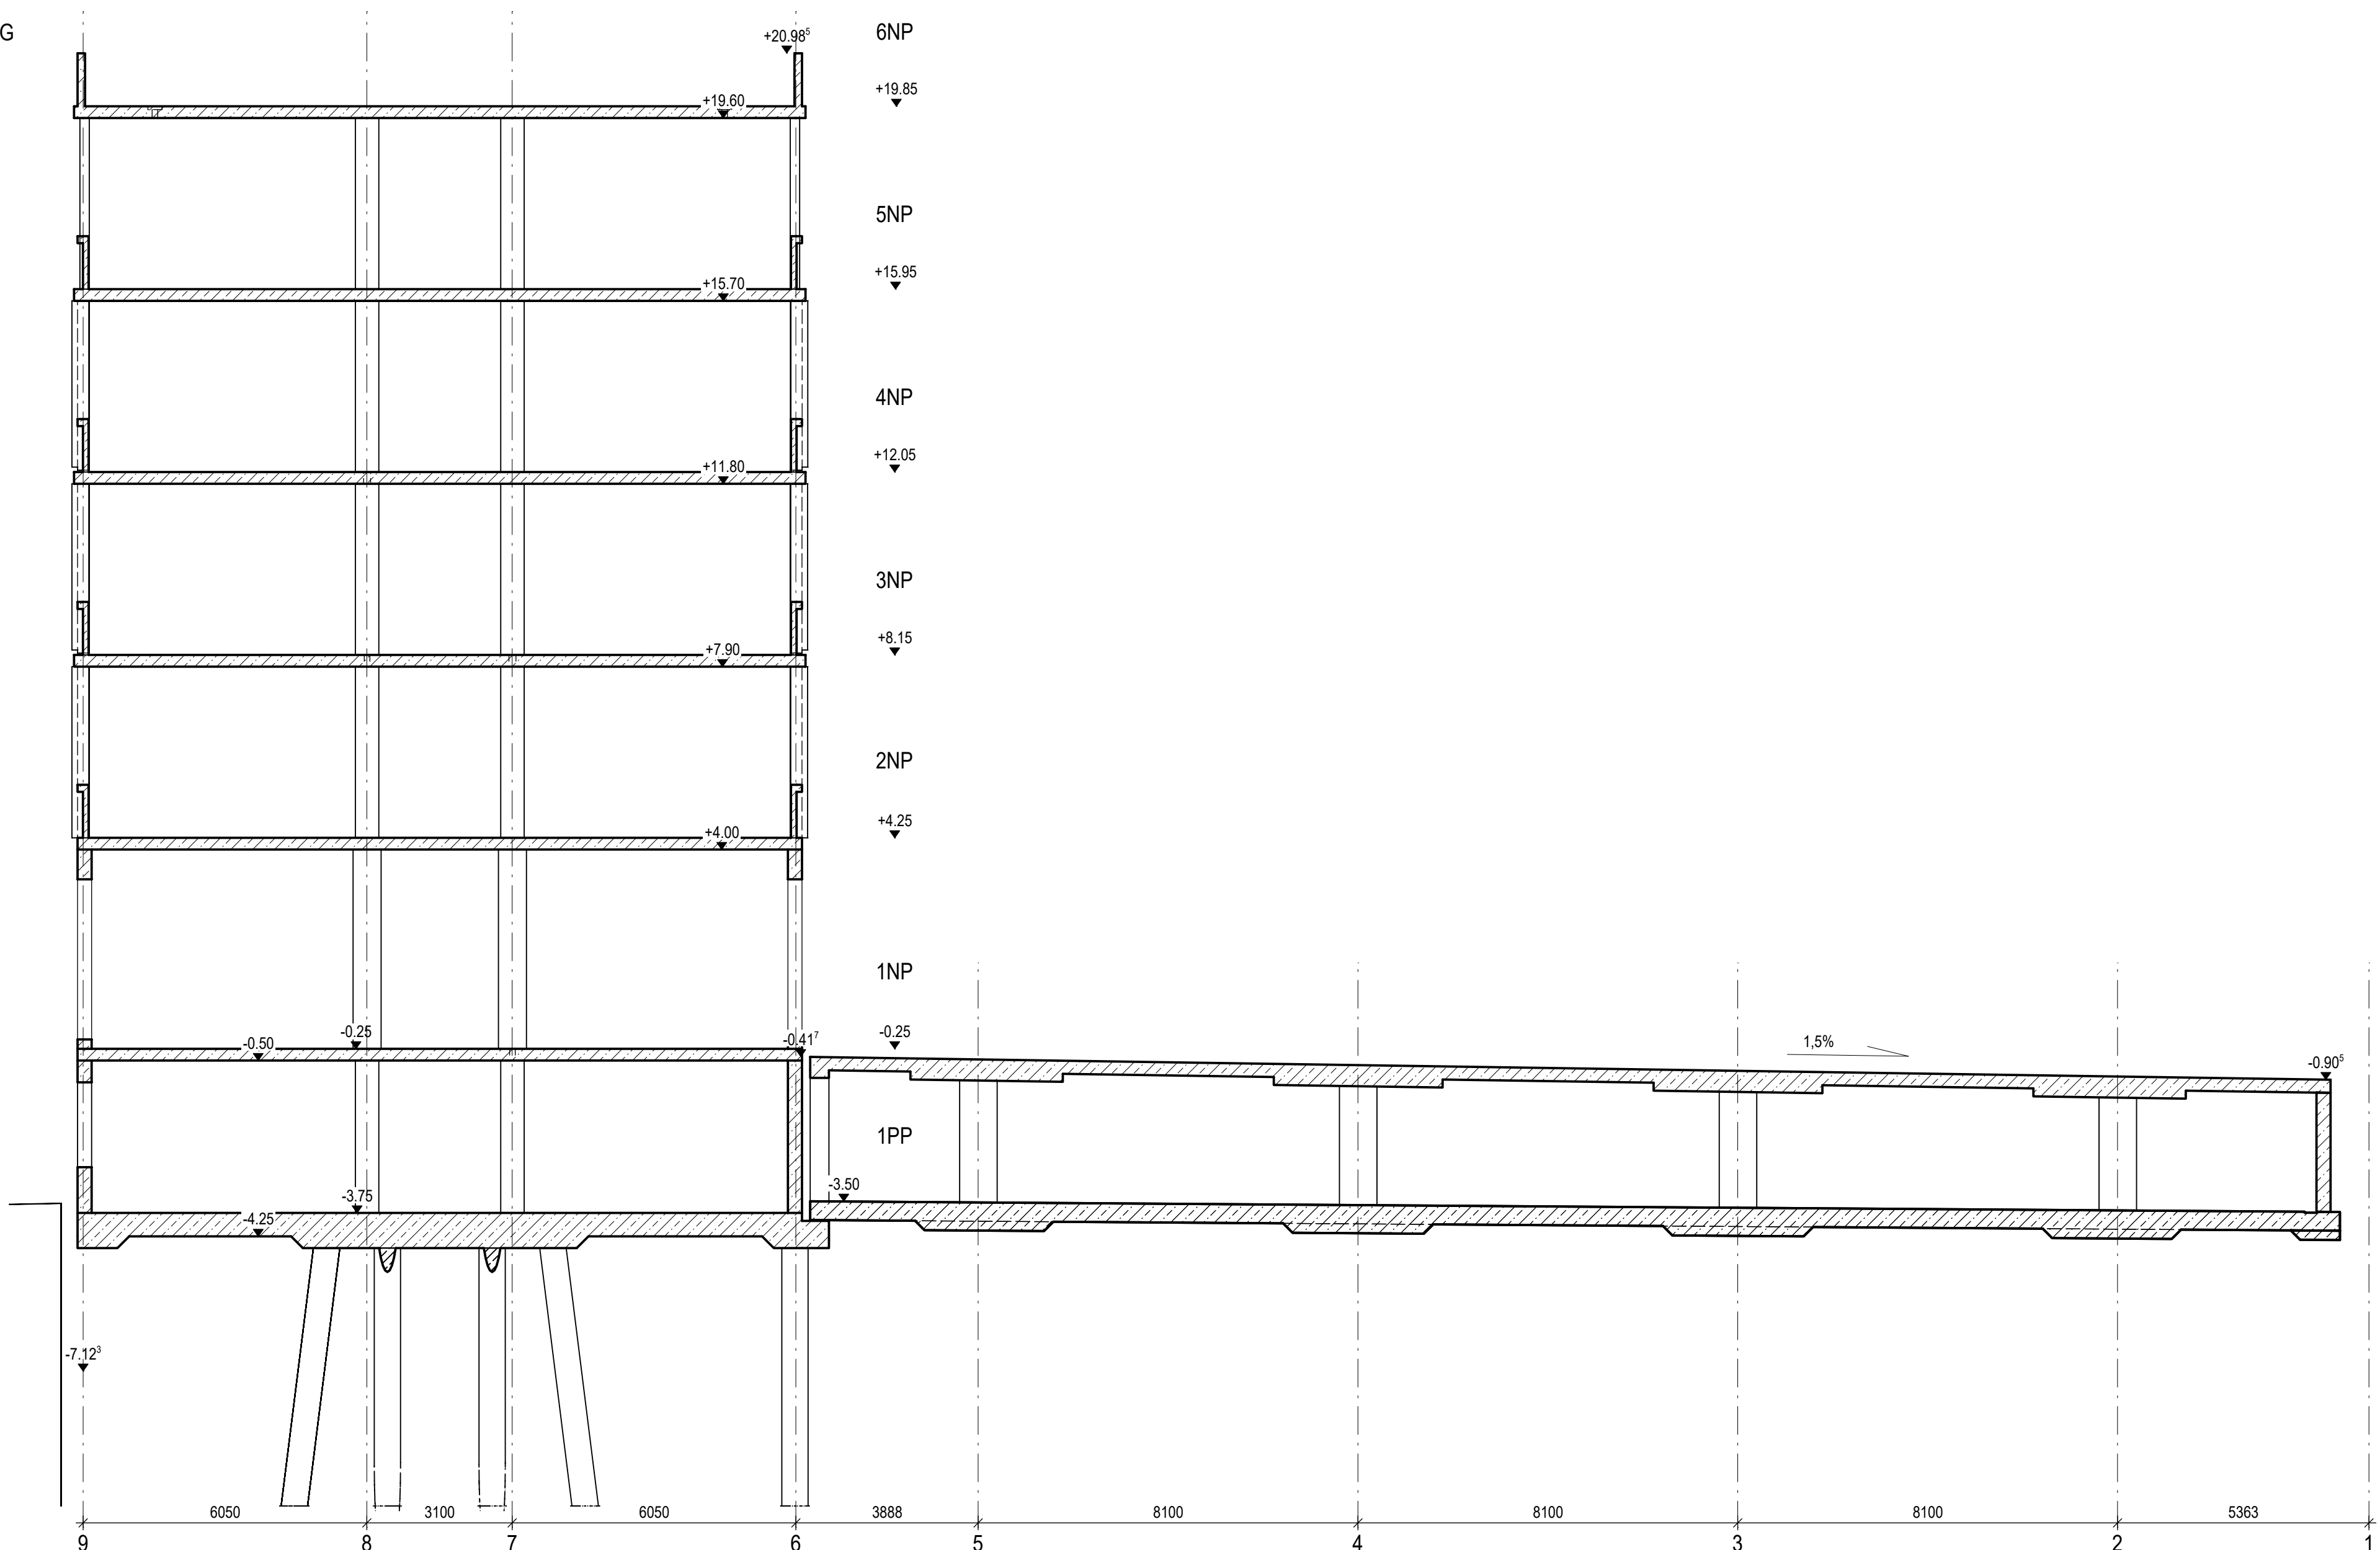 G
+20.98⁵
6NP
+19.85
+19.60
5NP
+15.95
+15.70
4NP
+12.05
+11.80
3NP
+8.15
+7.90
2NP
+4.25
+4.00
1NP
-0.25
-0.50
-0.41⁷
-0.25
1,5%
-0.90⁵
1PP
-3.50
-3.75
-4.25
-7.12³
6050 3100 6050 3888 8100 8100 8100 5363
9 8 7 6 5 4 3 2 1